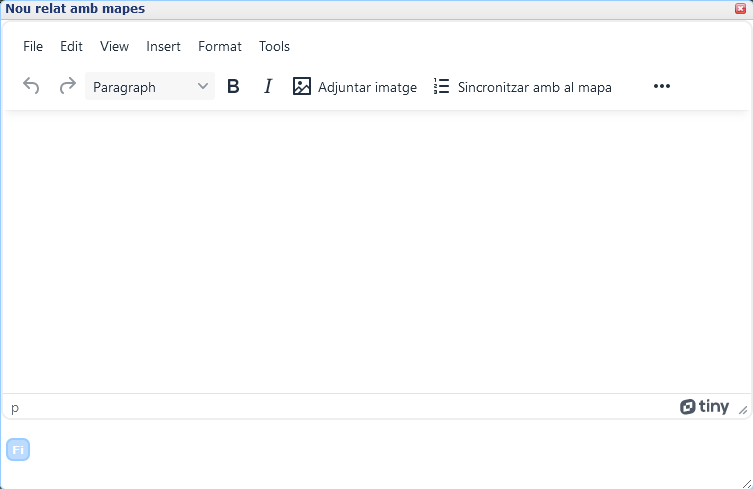 Nou relat amb mapes
File Edit View Insert Format Tools
Paragraph B I Adjuntar imatge Sincronitzar amb al mapa
p tiny
Fi